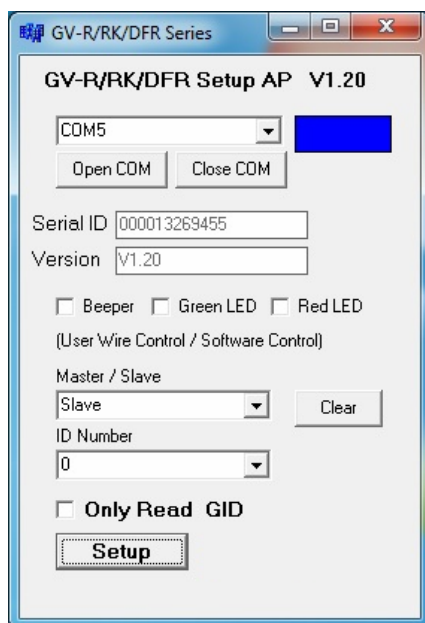 GV-R/RK/DFR Series
GV-R/RK/DFR Setup AP V1.20
COM5
Open COM Close COM
Serial ID 000013269455
Version V1.20
Beeper Green LED Red LED
(User Wire Control / Software Control)
Master / Slave
Slave
Clear
ID Number
0
Only Read GID
Setup